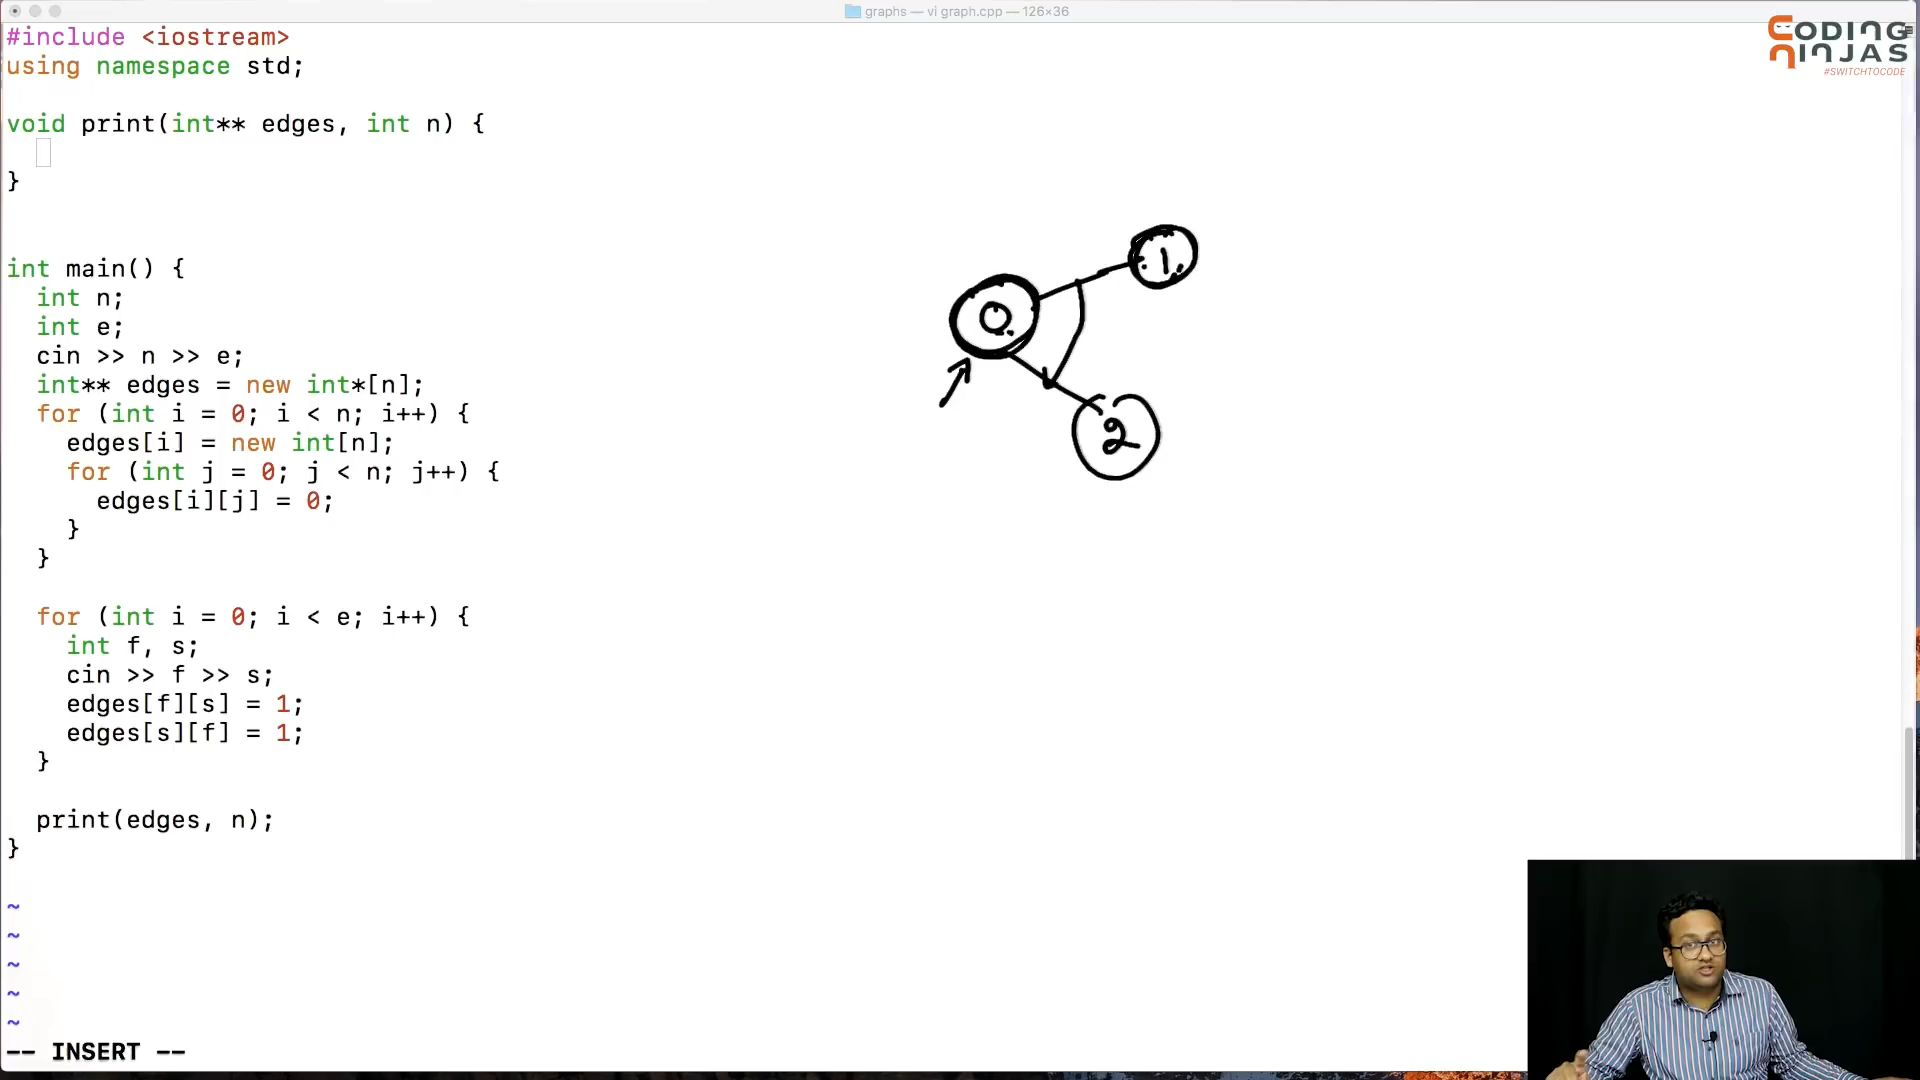 graphs — vi graph.cpp — 126×36
CODING
NINJAS
#SWITCHTOCODE
#include <iostream>
using namespace std;
void print(int** edges, int n) {
}
int main() {
int n;
int e;
cin >> n >> e;
int** edges = new int*[n];
for (int i = 0; i < n; i++) {
edges[i] = new int[n];
for (int j = 0; j < n; j++) {
edges[i][j] = 0;
}
}
for (int i = 0; i < e; i++) {
int f, s;
cin >> f >> s;
edges[f][s] = 1;
edges[s][f] = 1;
}
print(edges, n);
}
~
~
~
~
~
-- INSERT --
1
0
2